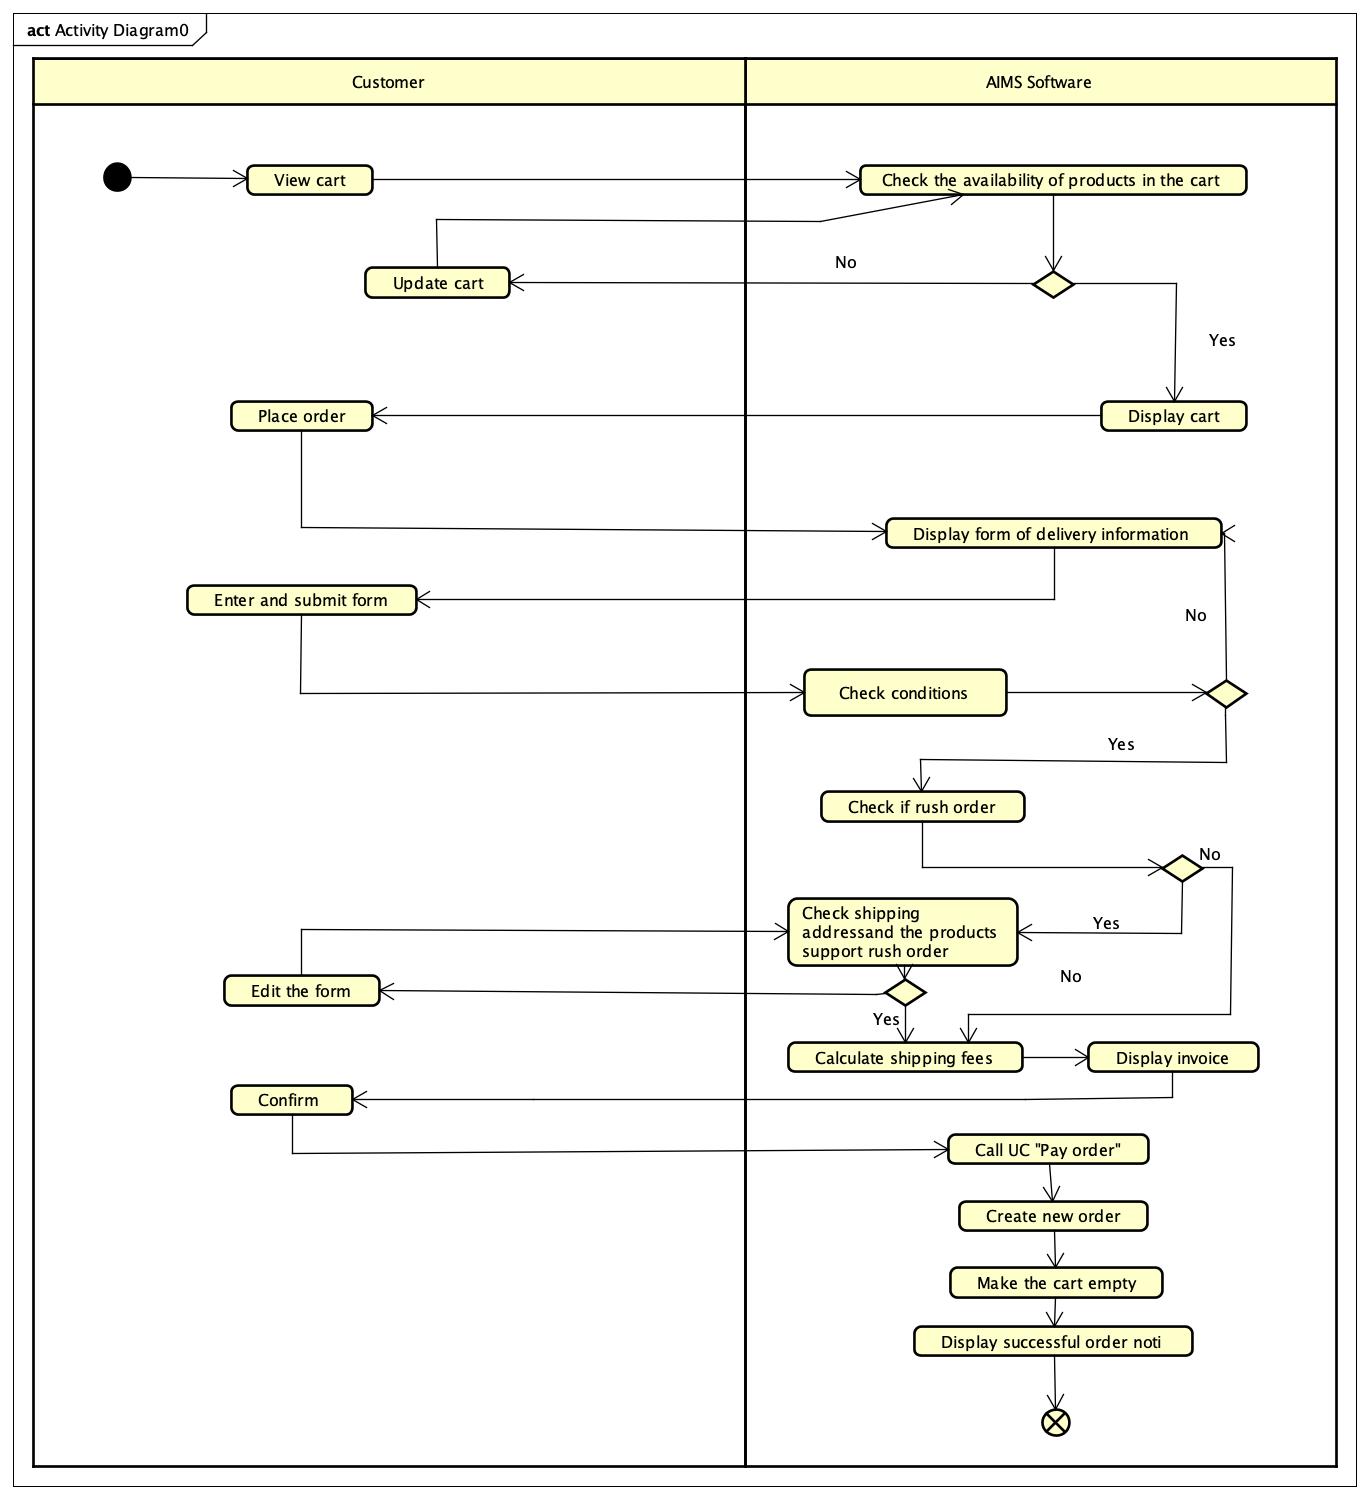 act Activity Diagram0
Customer
AIMS Software
View cart
Check the availability of products in the cart
No
Update cart
Yes
Place order
Display cart
Display form of delivery information
Enter and submit form
No
Check conditions
Yes
Check if rush order
No
Check shipping
addressand the products
support rush order
Yes
No
Edit the form
Yes
Calculate shipping fees
Display invoice
Confirm
Call UC "Pay order"
Create new order
Make the cart empty
Display successful order noti